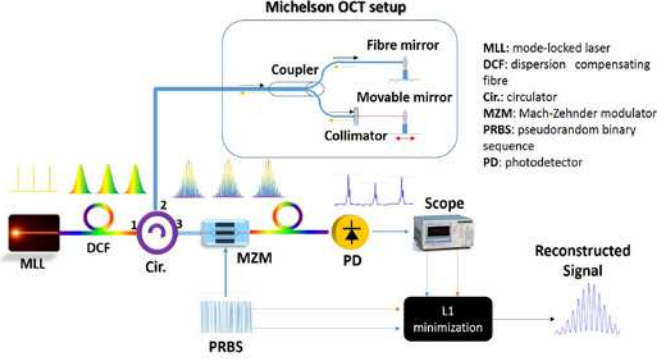 Michelson OCT setup
Fibre mirror
Coupler
Movable mirror
Collimator
MLL: mode-locked laser
DCF: dispersion compensating
fibre
Cir.: circulator
MZM: Mach-Zehnder modulator
PRBS: pseudorandom binary
sequence
PD: photodetector
2
1
3
Scope
MLL
DCF
Cir.
MZM
PD
Reconstructed
Signal
L1
minimization
PRBS